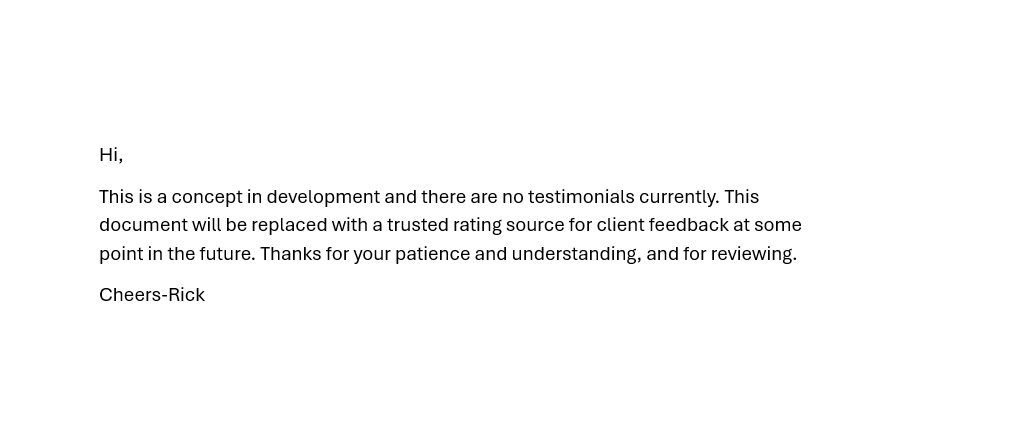 Hi,
This is a concept in development and there are no testimonials currently. This
document will be replaced with a trusted rating source for client feedback at some
point in the future. Thanks for your patience and understanding, and for reviewing.
Cheers-Rick